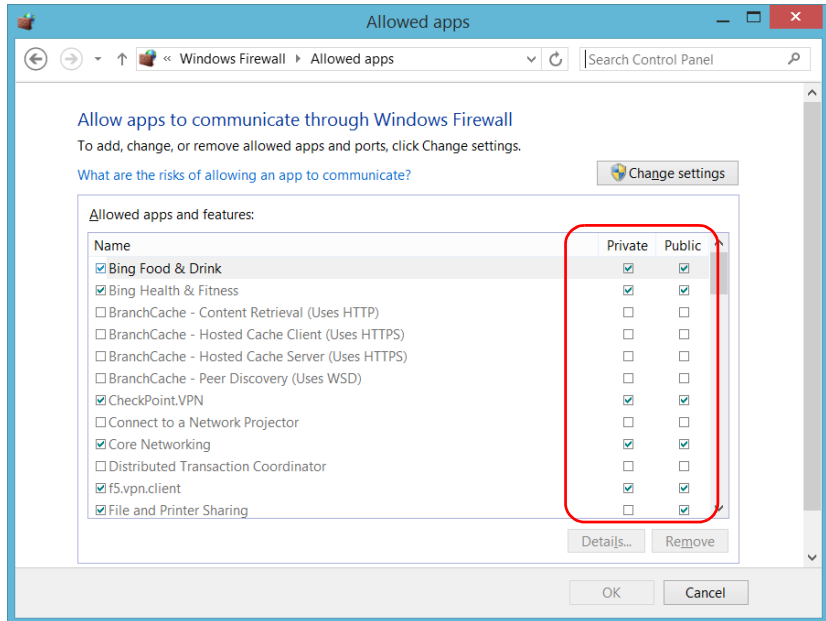 Allowed apps
« Windows Firewall Allowed apps
Search Control Panel
Allow apps to communicate through Windows Firewall
To add, change, or remove allowed apps and ports, click Change settings.
What are the risks of allowing an app to communicate?
Change settings
Allowed apps and features:
Name Private Public
Bing Food & Drink
Bing Health & Fitness
BranchCache - Content Retrieval (Uses HTTP)
BranchCache - Hosted Cache Client (Uses HTTPS)
BranchCache - Hosted Cache Server (Uses HTTPS)
BranchCache - Peer Discovery (Uses WSD)
CheckPoint.VPN
Connect to a Network Projector
Core Networking
Distributed Transaction Coordinator
f5.vpn.client
File and Printer Sharing
Details... Remove
OK Cancel